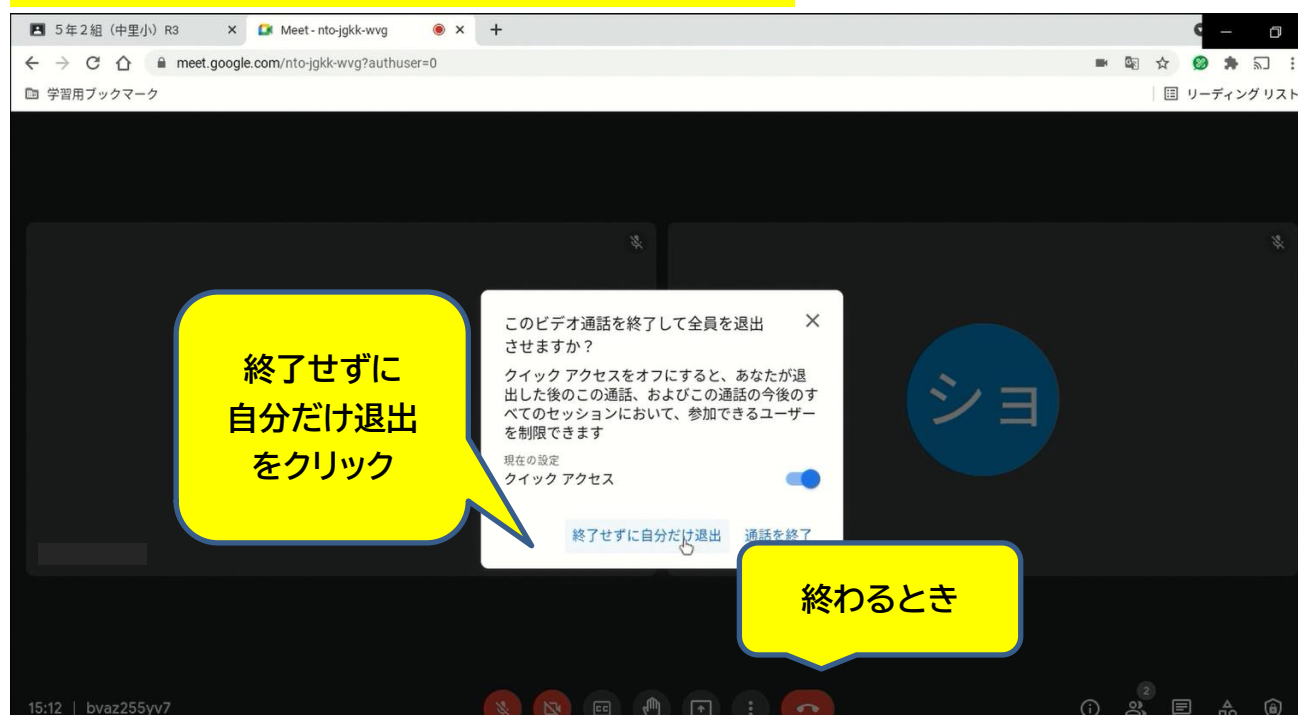 5年2組（中里小）R3
Meet - nto-jgkk-wvg
meet.google.com/nto-jgkk-wvg?authuser=0
学習用ブックマーク
リーディング リスト
このビデオ通話を終了して全員を退出
させますか？
クイック アクセスをオフにすると、あなたが退
出した後のこの通話、およびこの通話の今後のす
べてのセッションにおいて、参加できるユーザー
を制限できます
現在の設定
クイック アクセス
終了せずに自分だけ退出
通話を終了
終了せずに
自分だけ退出
をクリック
ショ
終わるとき
15:12 | bvaz255yv7
CC
2